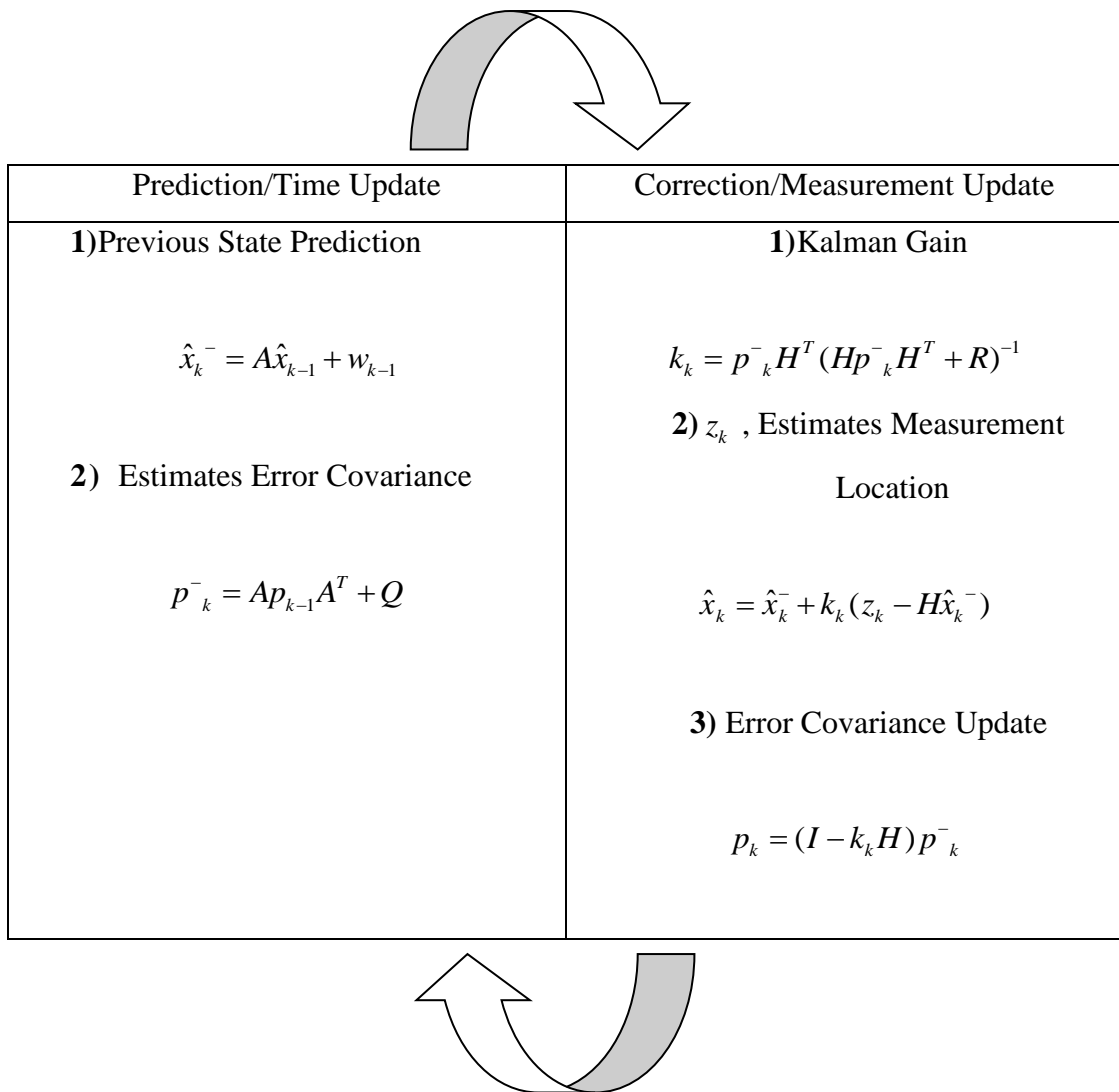 Prediction/Time Update
1)Previous State Prediction
x̂ₖ⁻ = Ax̂ₖ₋₁ + wₖ₋₁
2) Estimates Error Covariance
p⁻ₖ = Apₖ₋₁Aᵀ + Q
Correction/Measurement Update
1)Kalman Gain
kₖ = p⁻ₖHᵀ(Hp⁻ₖHᵀ + R)⁻¹
2) zₖ , Estimates Measurement
Location
x̂ₖ = x̂ₖ⁻ + kₖ(zₖ − Hx̂ₖ⁻)
3) Error Covariance Update
pₖ = (I − kₖH)p⁻ₖ